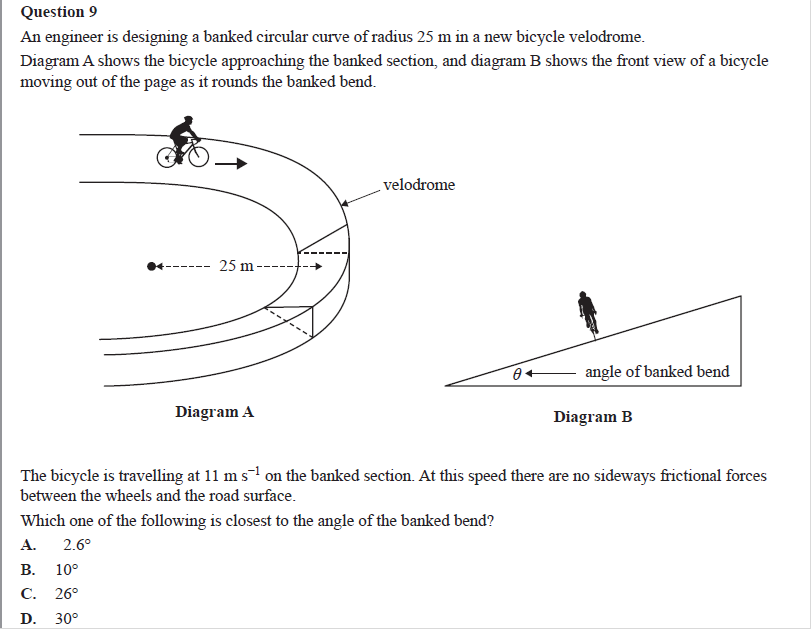 Question 9
An engineer is designing a banked circular curve of radius 25 m in a new bicycle velodrome.
Diagram A shows the bicycle approaching the banked section, and diagram B shows the front view of a bicycle
moving out of the page as it rounds the banked bend.
velodrome
25 m
θ
angle of banked bend
Diagram A
Diagram B
The bicycle is travelling at 11 m s⁻¹ on the banked section. At this speed there are no sideways frictional forces
between the wheels and the road surface.
Which one of the following is closest to the angle of the banked bend?
A. 2.6°
B. 10°
C. 26°
D. 30°